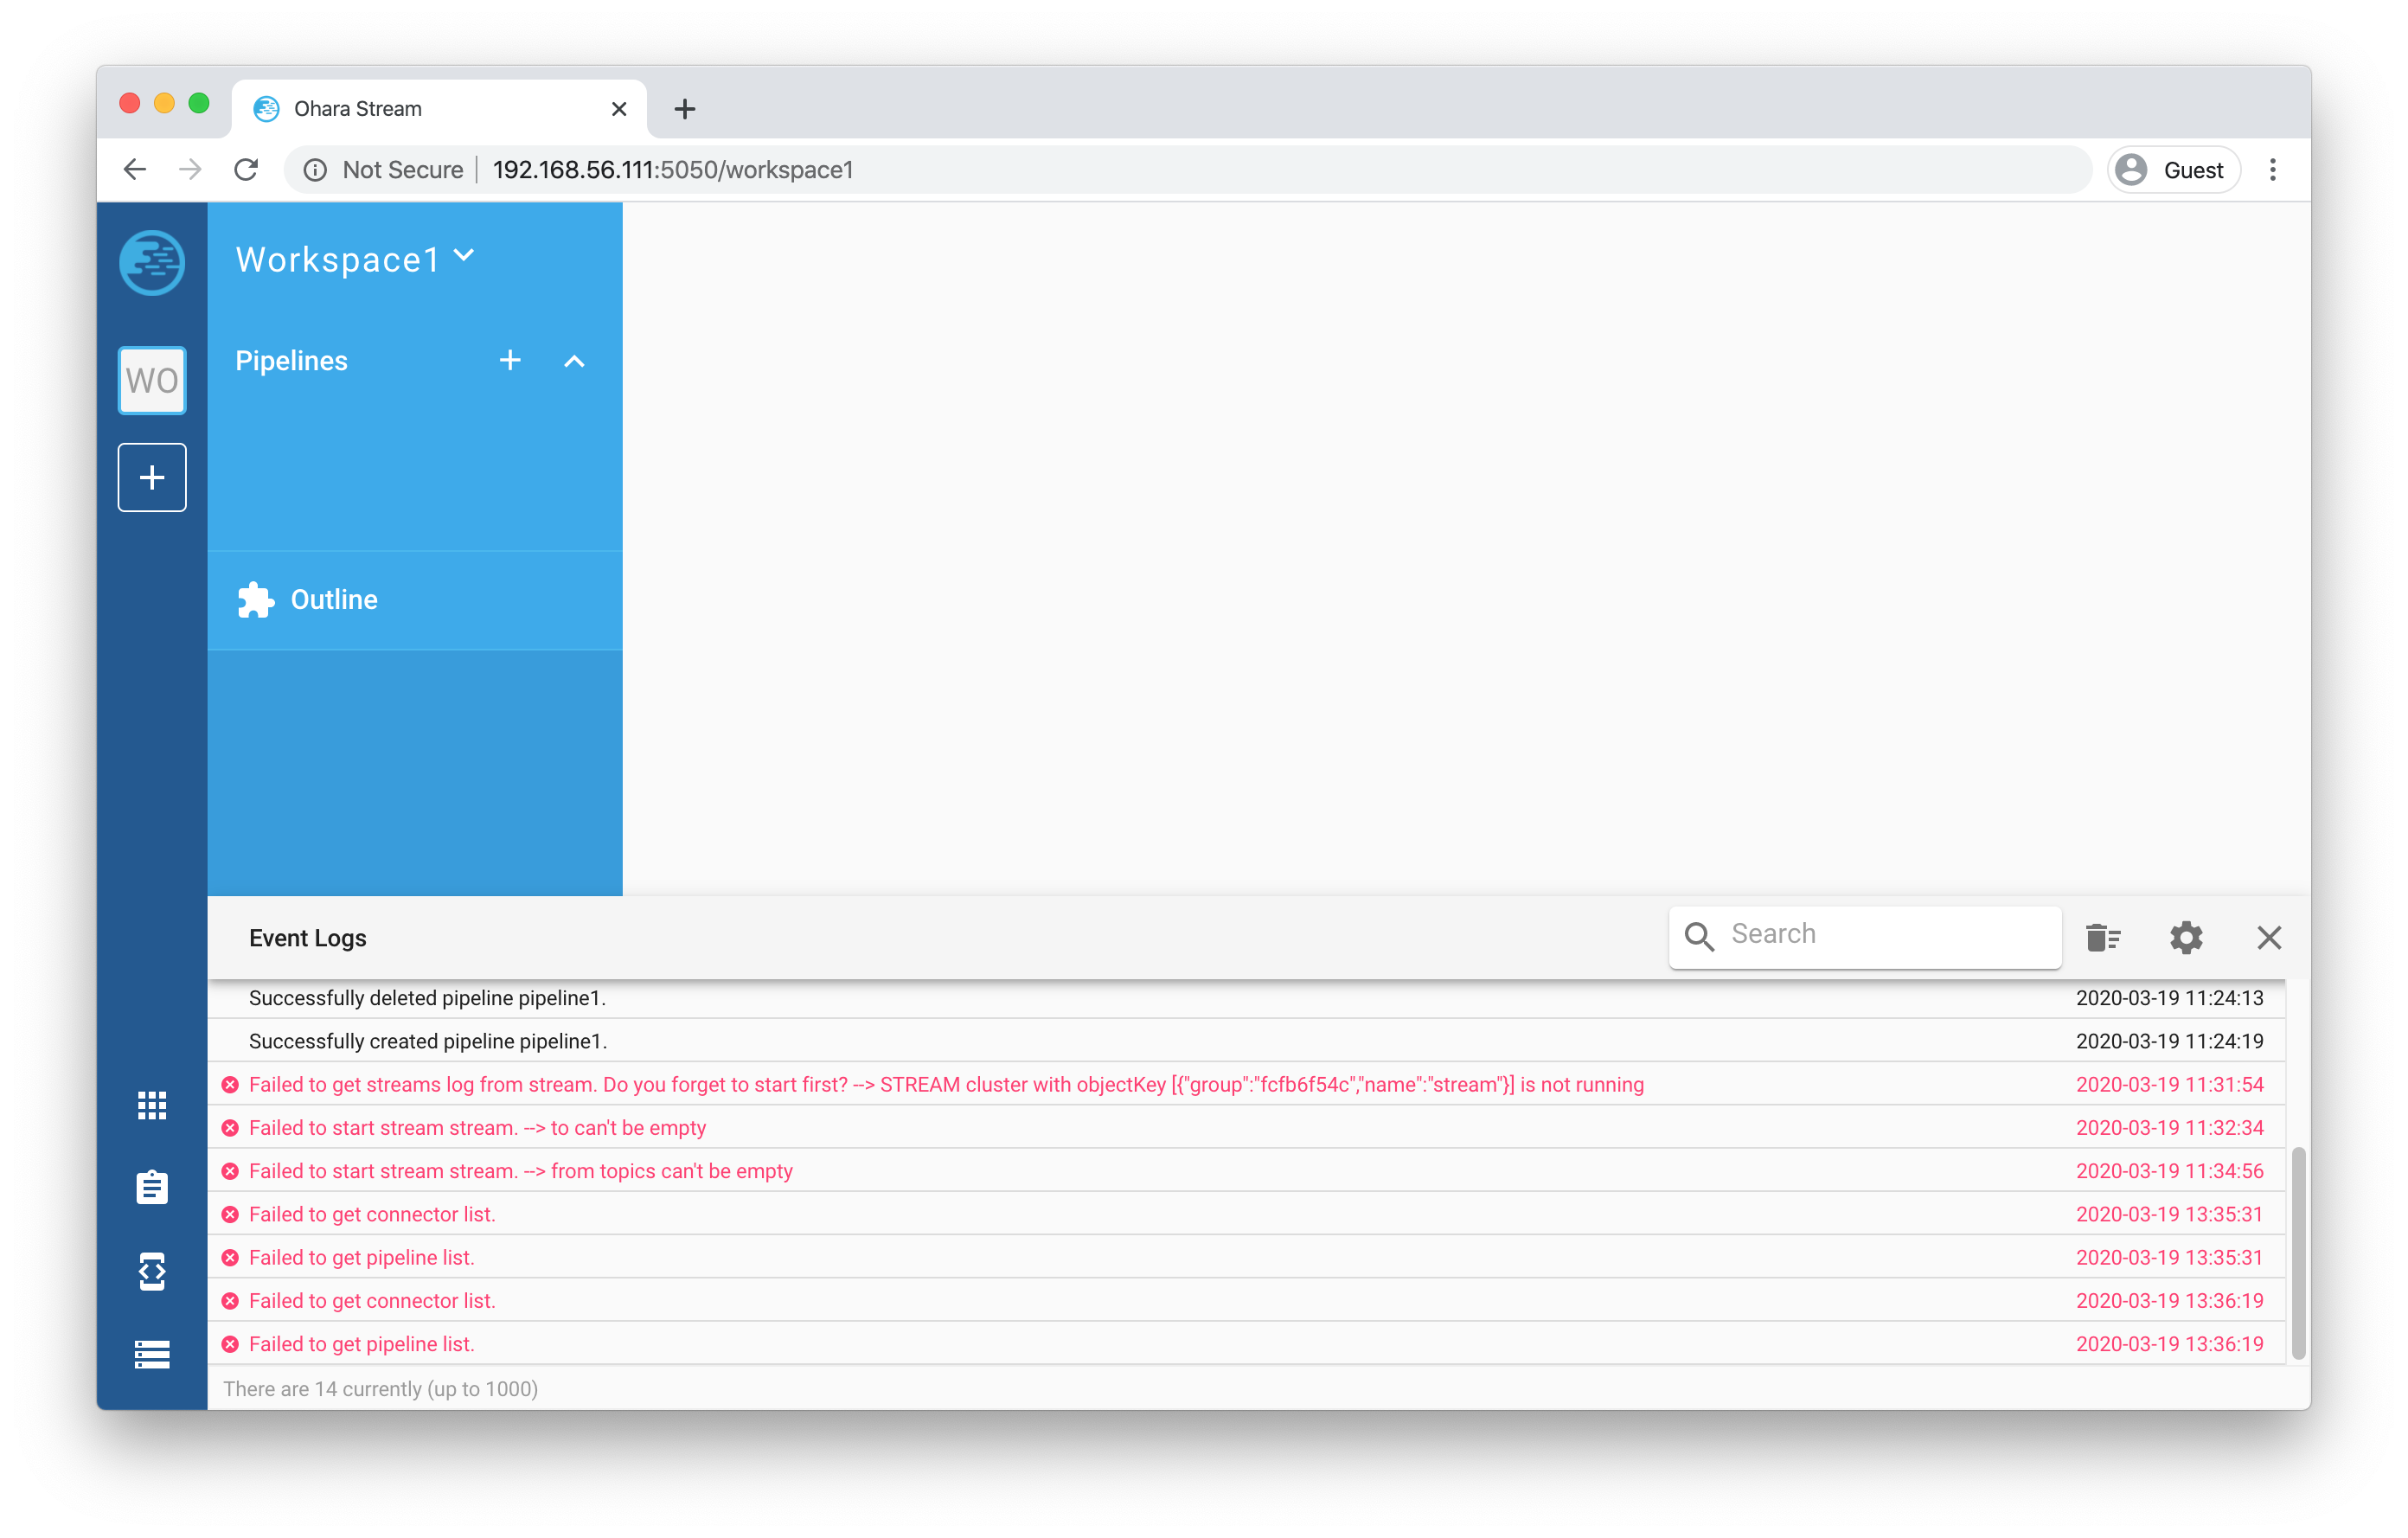 Ohara Stream
Not Secure 192.168.56.111:5050/workspace1 Guest
Workspace1
Pipelines
WO
Outline
Event Logs Search
Successfully deleted pipeline pipeline1. 2020-03-19 11:24:13
Successfully created pipeline pipeline1. 2020-03-19 11:24:19
Failed to get streams log from stream. Do you forget to start first? --> STREAM cluster with objectKey [{"group":"fcfb6f54c","name":"stream"}] is not running 2020-03-19 11:31:54
Failed to start stream stream. --> to can't be empty 2020-03-19 11:32:34
Failed to start stream stream. --> from topics can't be empty 2020-03-19 11:34:56
Failed to get connector list. 2020-03-19 13:35:31
Failed to get pipeline list. 2020-03-19 13:35:31
Failed to get connector list. 2020-03-19 13:36:19
Failed to get pipeline list. 2020-03-19 13:36:19
There are 14 currently (up to 1000)